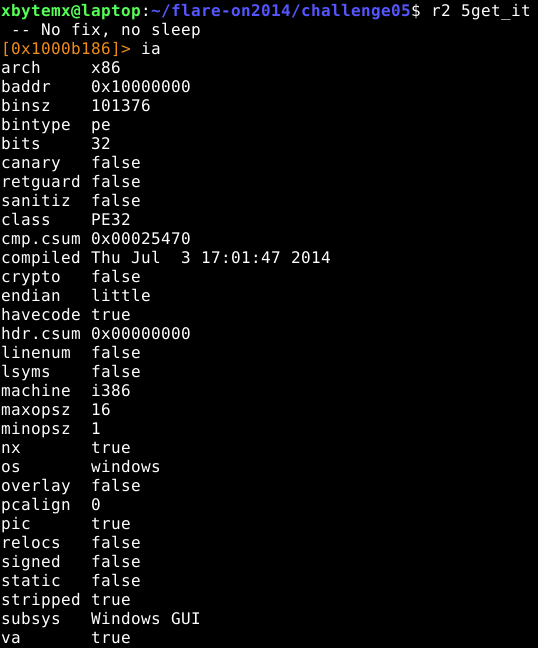 xbytemx@laptop:~/flare-on2014/challenge05$ r2 5get_it
 -- No fix, no sleep
[0x1000b186]> ia
arch     x86
baddr    0x10000000
binsz    101376
bintype  pe
bits     32
canary   false
retguard false
sanitiz  false
class    PE32
cmp.csum 0x00025470
compiled Thu Jul  3 17:01:47 2014
crypto   false
endian   little
havecode true
hdr.csum 0x00000000
linenum  false
lsyms    false
machine  i386
maxopsz  16
minopsz  1
nx       true
os       windows
overlay  false
pcalign  0
pic      true
relocs   false
signed   false
static   false
stripped true
subsys   Windows GUI
va       true